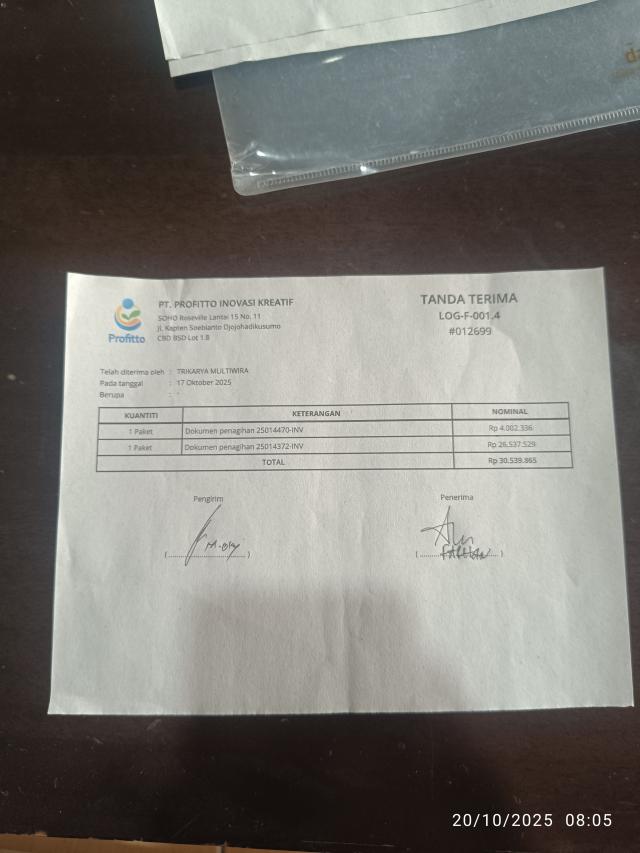 Profitto
PT. PROFITTO INOVASI KREATIF
SOHO Roseville Lantai 15 No. 11
Jl. Kapten Soebianto Djojohadikusumo
CBD BSD Lot 1.8
TANDA TERIMA
LOG-F-001.4
#012699
Telah diterima oleh : TRIKARYA MULTIWIRA
Pada tanggal : 17 Oktober 2025
Berupa : -
KUANTITI KETERANGAN NOMINAL
1 Paket Dokumen penagihan 25014470-INV Rp 4.002.336
1 Paket Dokumen penagihan 25014372-INV Rp 26.537.529
TOTAL Rp 30.539.865
Pengirim Penerima
(....................) (....................)
FARHAN
20/10/2025 08:05